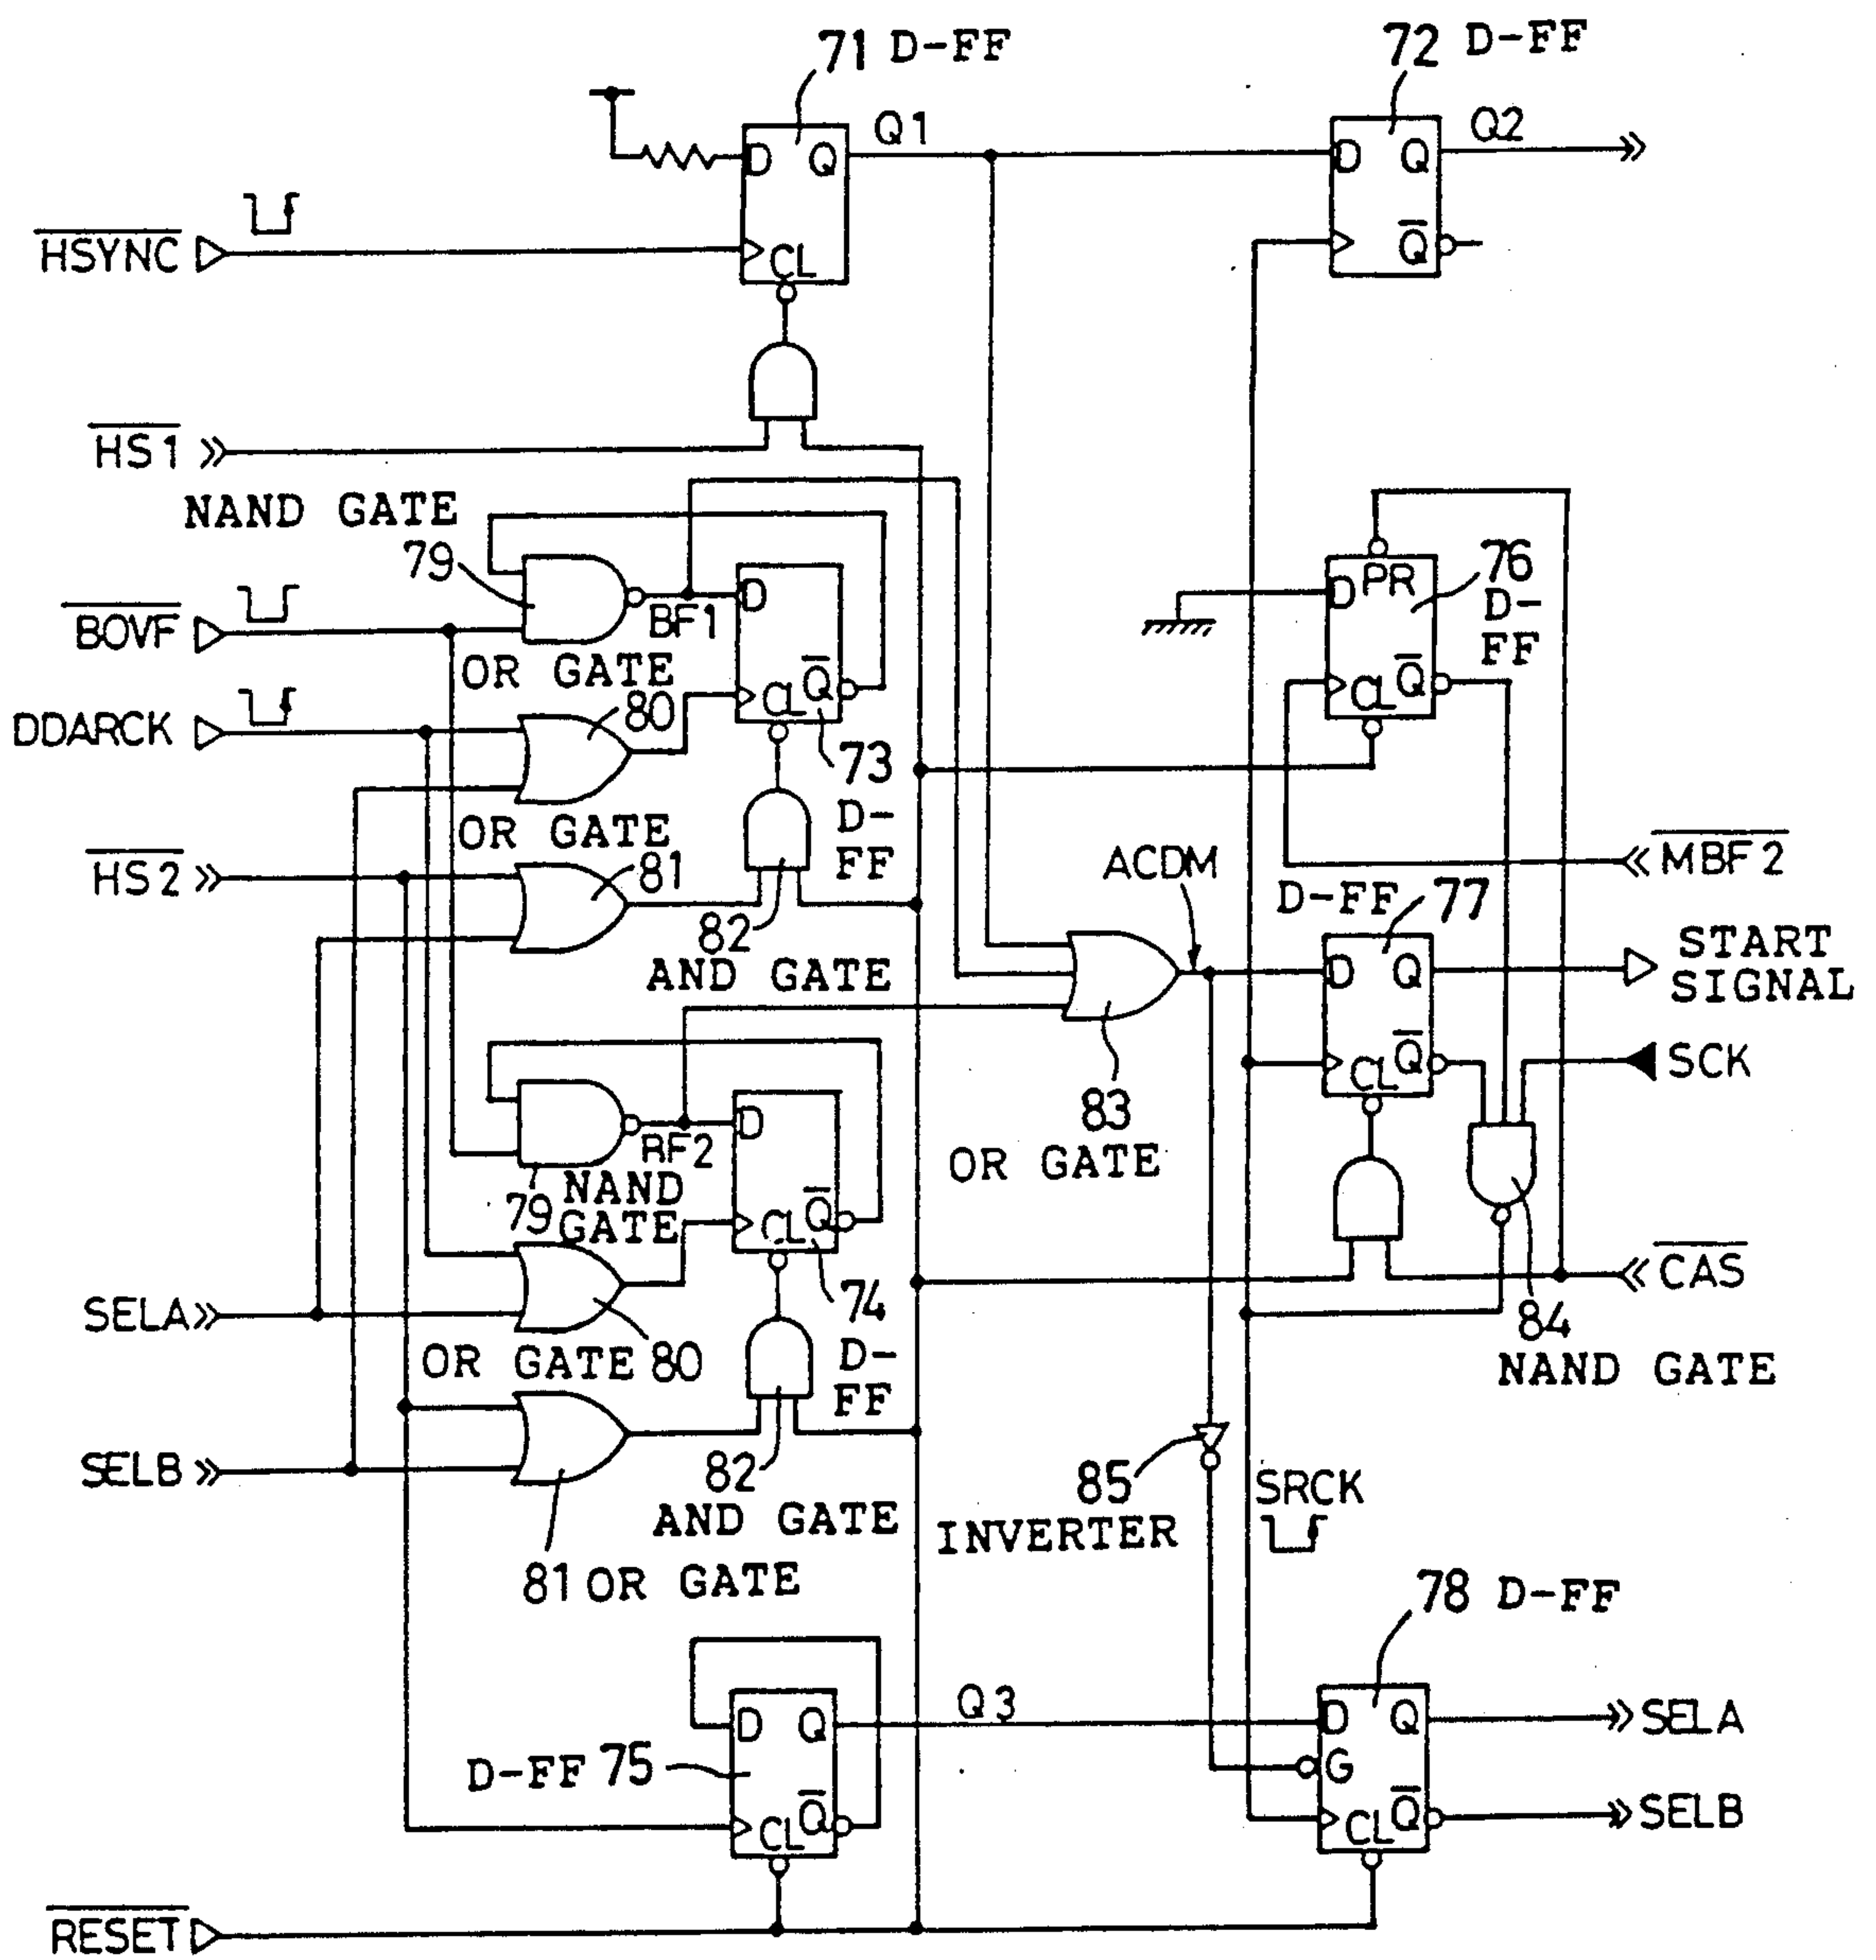 71 D-FF
72 D-FF
D Q Q1
D Q Q2
HSYNC
CL
Q
HS1
NAND GATE
79
BOVF
BF1
D
PR
D
76
D-
FF
OR GATE
CL Q
CL Q
DDARCK
80
73
D-
FF
OR GATE
HS2
81
82
AND GATE
ACDM
MBF2
D-FF 77
D Q
START
SIGNAL
CL Q
SCK
83
OR GATE
RF2
D
79 NAND
GATE
CL Q
74
D-
FF
SELA
OR GATE 80
CAS
84
NAND GATE
SELB
82
AND GATE
81 OR GATE
85
INVERTER
SRCK
78 D-FF
D Q
Q3
D-FF 75
CL Q
D Q
SELA
G
CL Q
SELB
RESET